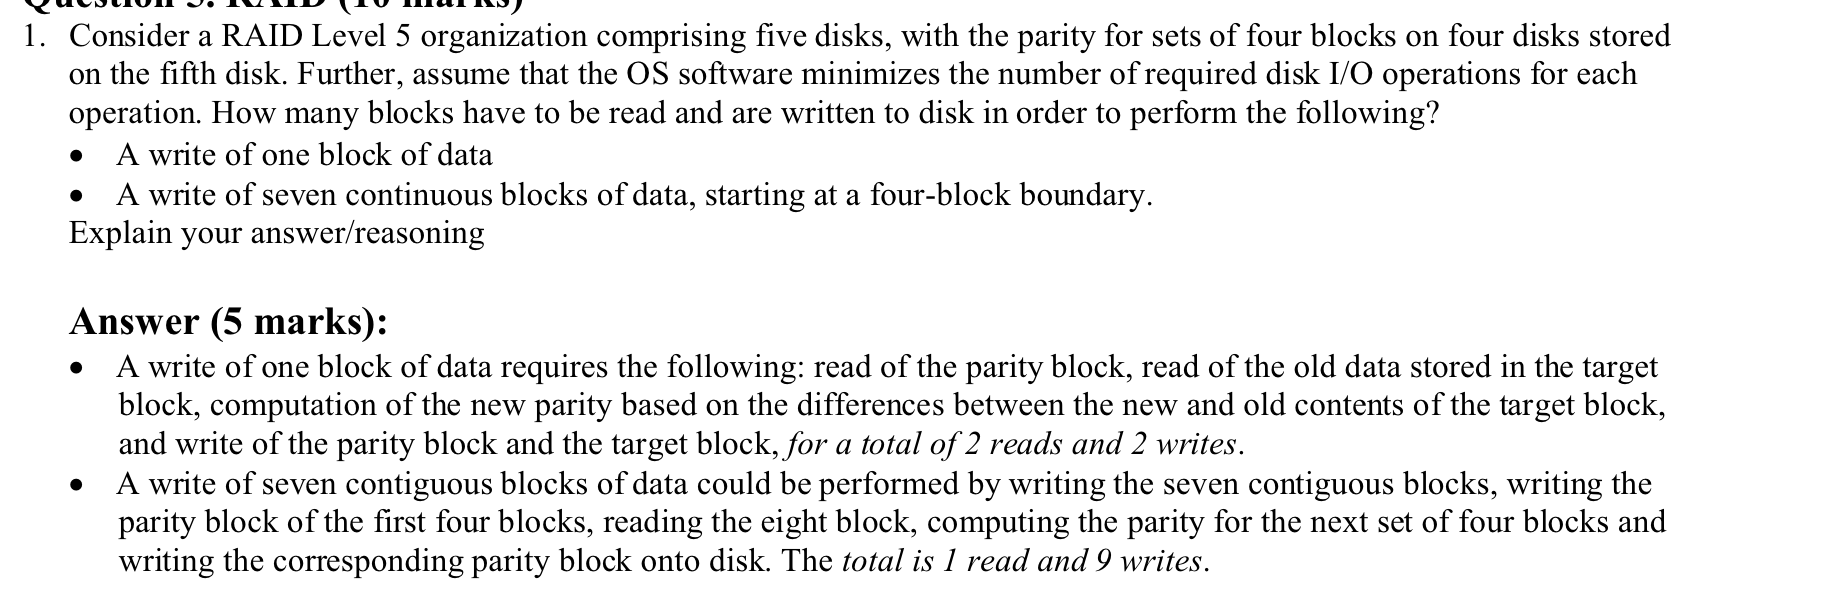 Question 3: RAID (10 marks)
1. Consider a RAID Level 5 organization comprising five disks, with the parity for sets of four blocks on four disks stored
on the fifth disk. Further, assume that the OS software minimizes the number of required disk I/O operations for each
operation. How many blocks have to be read and are written to disk in order to perform the following?
• A write of one block of data
• A write of seven continuous blocks of data, starting at a four-block boundary.
Explain your answer/reasoning
Answer (5 marks):
• A write of one block of data requires the following: read of the parity block, read of the old data stored in the target
block, computation of the new parity based on the differences between the new and old contents of the target block,
and write of the parity block and the target block, for a total of 2 reads and 2 writes.
• A write of seven contiguous blocks of data could be performed by writing the seven contiguous blocks, writing the
parity block of the first four blocks, reading the eight block, computing the parity for the next set of four blocks and
writing the corresponding parity block onto disk. The total is 1 read and 9 writes.